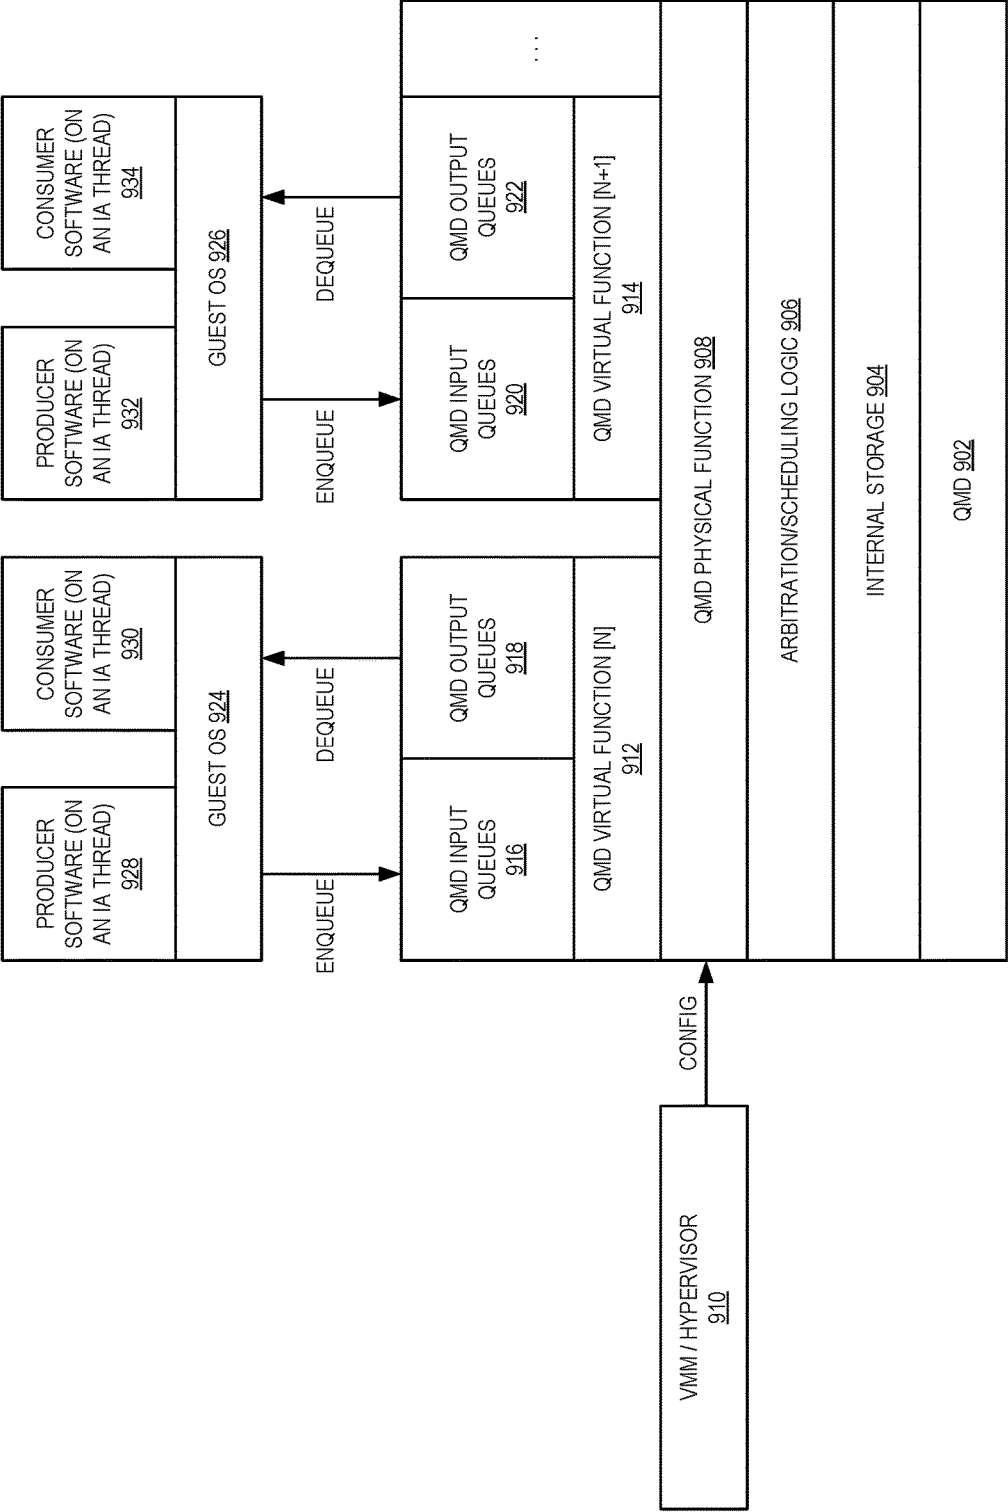 PRODUCER
SOFTWARE (ON
AN IA THREAD)
928
CONSUMER
SOFTWARE (ON
AN IA THREAD)
930
PRODUCER
SOFTWARE (ON
AN IA THREAD)
932
CONSUMER
SOFTWARE (ON
AN IA THREAD)
934
GUEST OS 924
GUEST OS 926
ENQUEUE
DEQUEUE
ENQUEUE
DEQUEUE
QMD INPUT
QUEUES
916
QMD OUTPUT
QUEUES
918
QMD INPUT
QUEUES
920
QMD OUTPUT
QUEUES
922
. . . .
QMD VIRTUAL FUNCTION [N]
912
QMD VIRTUAL FUNCTION [N+1]
914
VMM / HYPERVISOR
910
CONFIG
QMD PHYSICAL FUNCTION 908
ARBITRATION/SCHEDULING LOGIC 906
INTERNAL STORAGE 904
QMD 902